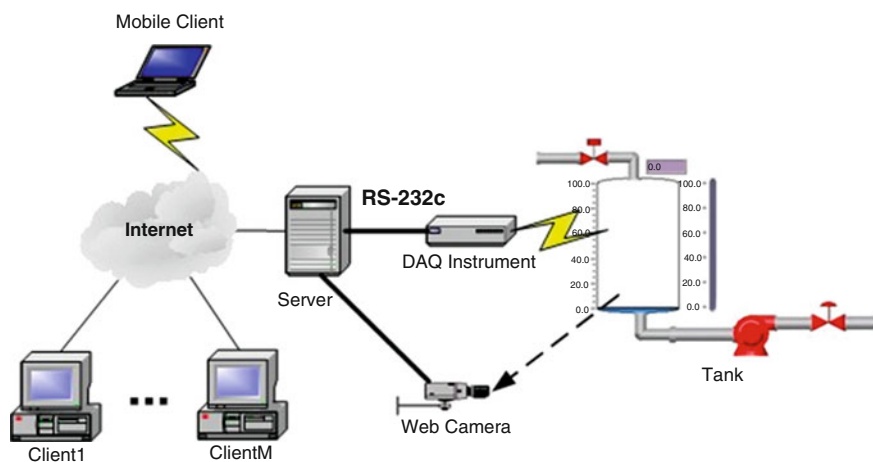 Mobile Client
Internet
RS-232c
Server
DAQ Instrument
0.0
100.0
80.0
60.0
40.0
20.0
0.0
100.0
80.0
60.0
40.0
20.0
0.0
Tank
Web Camera
Client1
ClientM